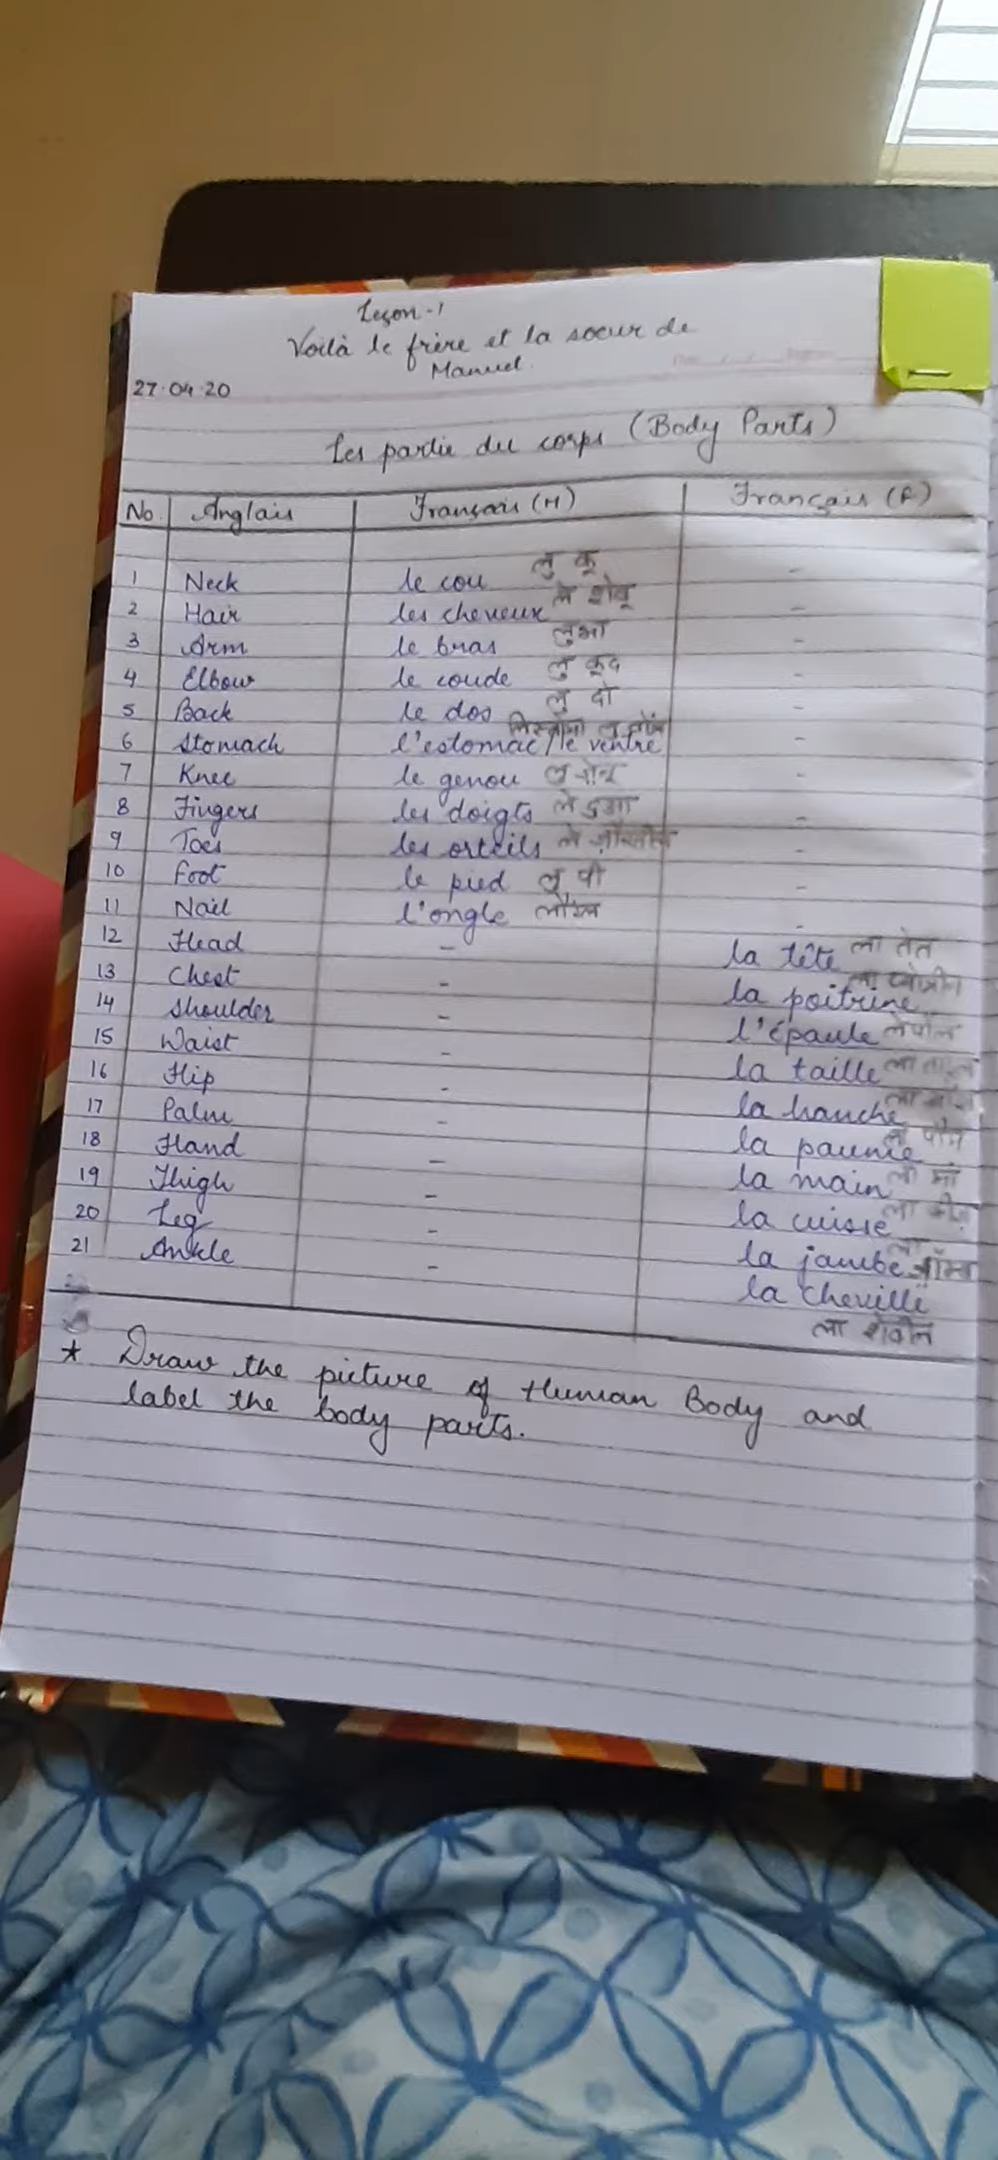 Leçon-1
Voilà le frère et la soeur de
Manuel.
27.04.20
Les partie du corps (Body Parts)
No. Anglais Français (M) Français (F)
1 Neck le cou लु कू -
2 Hair les cheveux ले शेवू -
3 Arm le bras लुब्रा -
4 Elbow le coude लु कूद -
5 Back le dos लु दो -
6 Stomach l'estomac/le ventre -
7 Knee le genou -
8 Fingers les doigts -
9 Toes les orteils -
10 Foot le pied लु पी -
11 Nail l'ongle -
12 Head - la tête ला तेत
13 Chest - la poitrine
14 Shoulder - l'épaule लेपोल
15 Waist - la taille
16 Hip - la hanche
17 Palm - la paume
18 Hand - la main ला मां
19 Thigh - la cuisse
20 Leg - la jambe
21 Ankle - la cheville
ला शेवील
* Draw the picture of Human Body and
label the body parts.